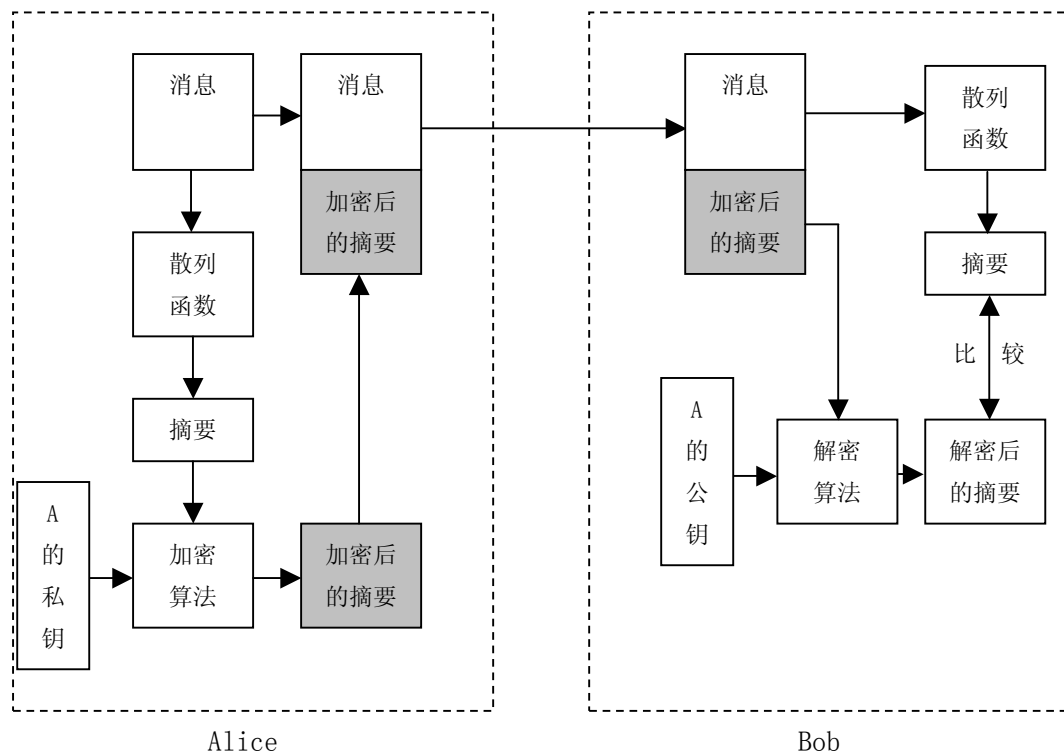 消息
消息
加密后
的摘要
散列
函数
摘要
A
的
私
钥
加密
算法
加密后
的摘要
Alice
消息
加密后
的摘要
散列
函数
摘要
比 较
A
的
公
钥
解密
算法
解密后
的摘要
Bob